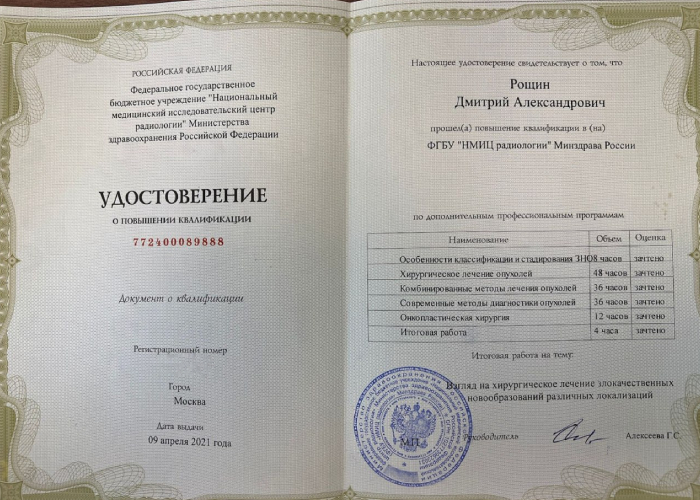 РОССИЙСКАЯ ФЕДЕРАЦИЯ
Федеральное государственное
бюджетное учреждение "Национальный
медицинский исследовательский центр
радиологии" Министерства
здравоохранения Российской Федерации
УДОСТОВЕРЕНИЕ
О ПОВЫШЕНИИ КВАЛИФИКАЦИИ
772400089888
Документ о квалификации
Регистрационный номер
Город
Москва
Дата выдачи
09 апреля 2021 года
Настоящее удостоверение свидетельствует о том, что
Рощин
Дмитрий Александрович
прошел(а) повышение квалификации в (на)
ФГБУ "НМИЦ радиологии" Минздрава России
по дополнительным профессиональным программам
Наименование Объем Оценка
Особенности классификации и стадирования ЗНО 8 часов зачтено
Хирургическое лечение опухолей 48 часов зачтено
Комбинированные методы лечения опухолей 36 часов зачтено
Современные методы диагностики опухолей 36 часов зачтено
Онкопластическая хирургия 12 часов зачтено
Итоговая работа 4 часа зачтено
Итоговая работа на тему:
Взгляд на хирургическое лечение злокачественных
новообразований различных локализаций
МП
Руководитель Алексеева Г.С.